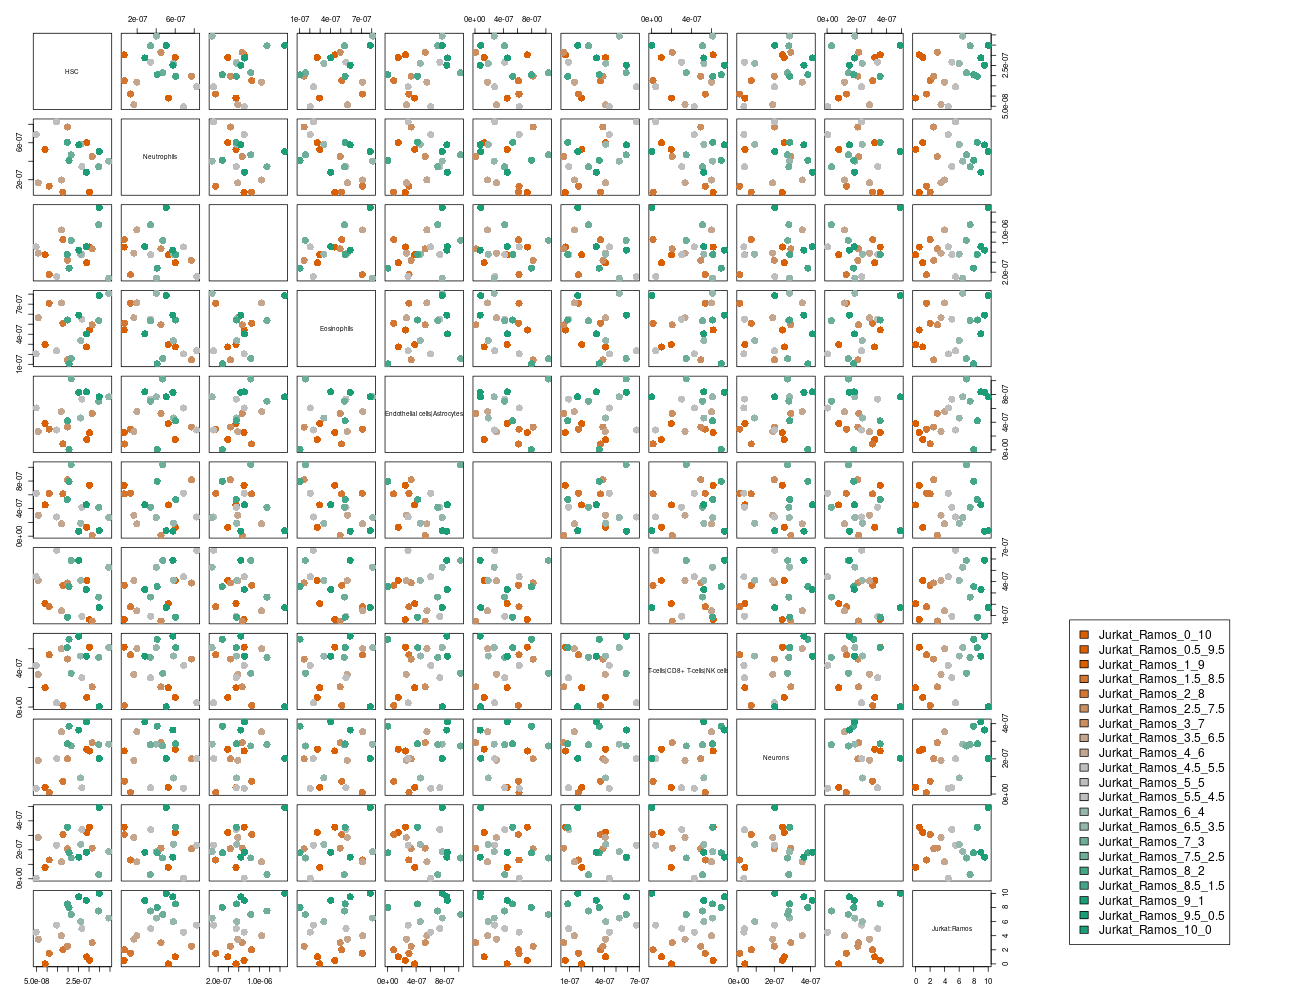 2e-07 6e-07 1e-07 4e-07 7e-07 0e+00 4e-07 8e-07 0e+00 4e-07 0e+00 2e-07 4e-07
HSC
5.0e-08 2.5e-07
Neutrophils
2e-07 6e-07
2.0e-07 1.0e-06
Eosinophils
1e-07 4e-07 7e-07
Endothelial cells|Astrocytes
0e+00 4e-07 8e-07
0e+00 4e-07 8e-07
1e-07 4e-07 7e-07
T-cells|CD8+ T-cells|NK cells
0e+00 4e-07
Neurons
0e+00 2e-07 4e-07
0e+00 2e-07 4e-07
Jurkat:Ramos
0 2 4 6 8 10
5.0e-08 2.5e-07 2.0e-07 1.0e-06 0e+00 4e-07 8e-07 1e-07 4e-07 7e-07 0e+00 2e-07 4e-07 0 2 4 6 8 10
Jurkat_Ramos_0_10
Jurkat_Ramos_0.5_9.5
Jurkat_Ramos_1_9
Jurkat_Ramos_1.5_8.5
Jurkat_Ramos_2_8
Jurkat_Ramos_2.5_7.5
Jurkat_Ramos_3_7
Jurkat_Ramos_3.5_6.5
Jurkat_Ramos_4_6
Jurkat_Ramos_4.5_5.5
Jurkat_Ramos_5_5
Jurkat_Ramos_5.5_4.5
Jurkat_Ramos_6_4
Jurkat_Ramos_6.5_3.5
Jurkat_Ramos_7_3
Jurkat_Ramos_7.5_2.5
Jurkat_Ramos_8_2
Jurkat_Ramos_8.5_1.5
Jurkat_Ramos_9_1
Jurkat_Ramos_9.5_0.5
Jurkat_Ramos_10_0